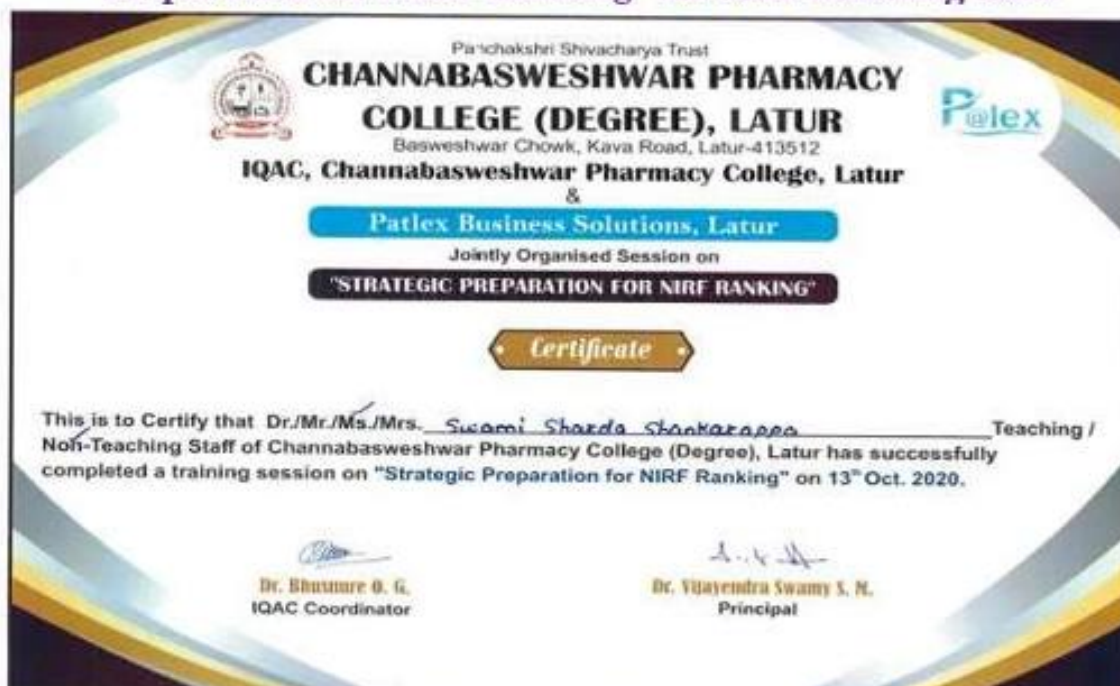 Panchakshri Shivacharya Trust
CHANNABASWESHWAR PHARMACY
COLLEGE (DEGREE), LATUR
P@lex
Basweshwar Chowk, Kava Road, Latur-413512
IQAC, Channabasweshwar Pharmacy College, Latur
&
Patlex Business Solutions, Latur
Jointly Organised Session on
"STRATEGIC PREPARATION FOR NIRF RANKING"
Certificate
This is to Certify that Dr./Mr./Ms./Mrs. Swami Sharda Shankarappa Teaching /
Non-Teaching Staff of Channabasweshwar Pharmacy College (Degree), Latur has successfully
completed a training session on "Strategic Preparation for NIRF Ranking" on 13th Oct. 2020.
Dr. Bhusnure O. G.
IQAC Coordinator
Dr. Vijayendra Swamy S. M.
Principal